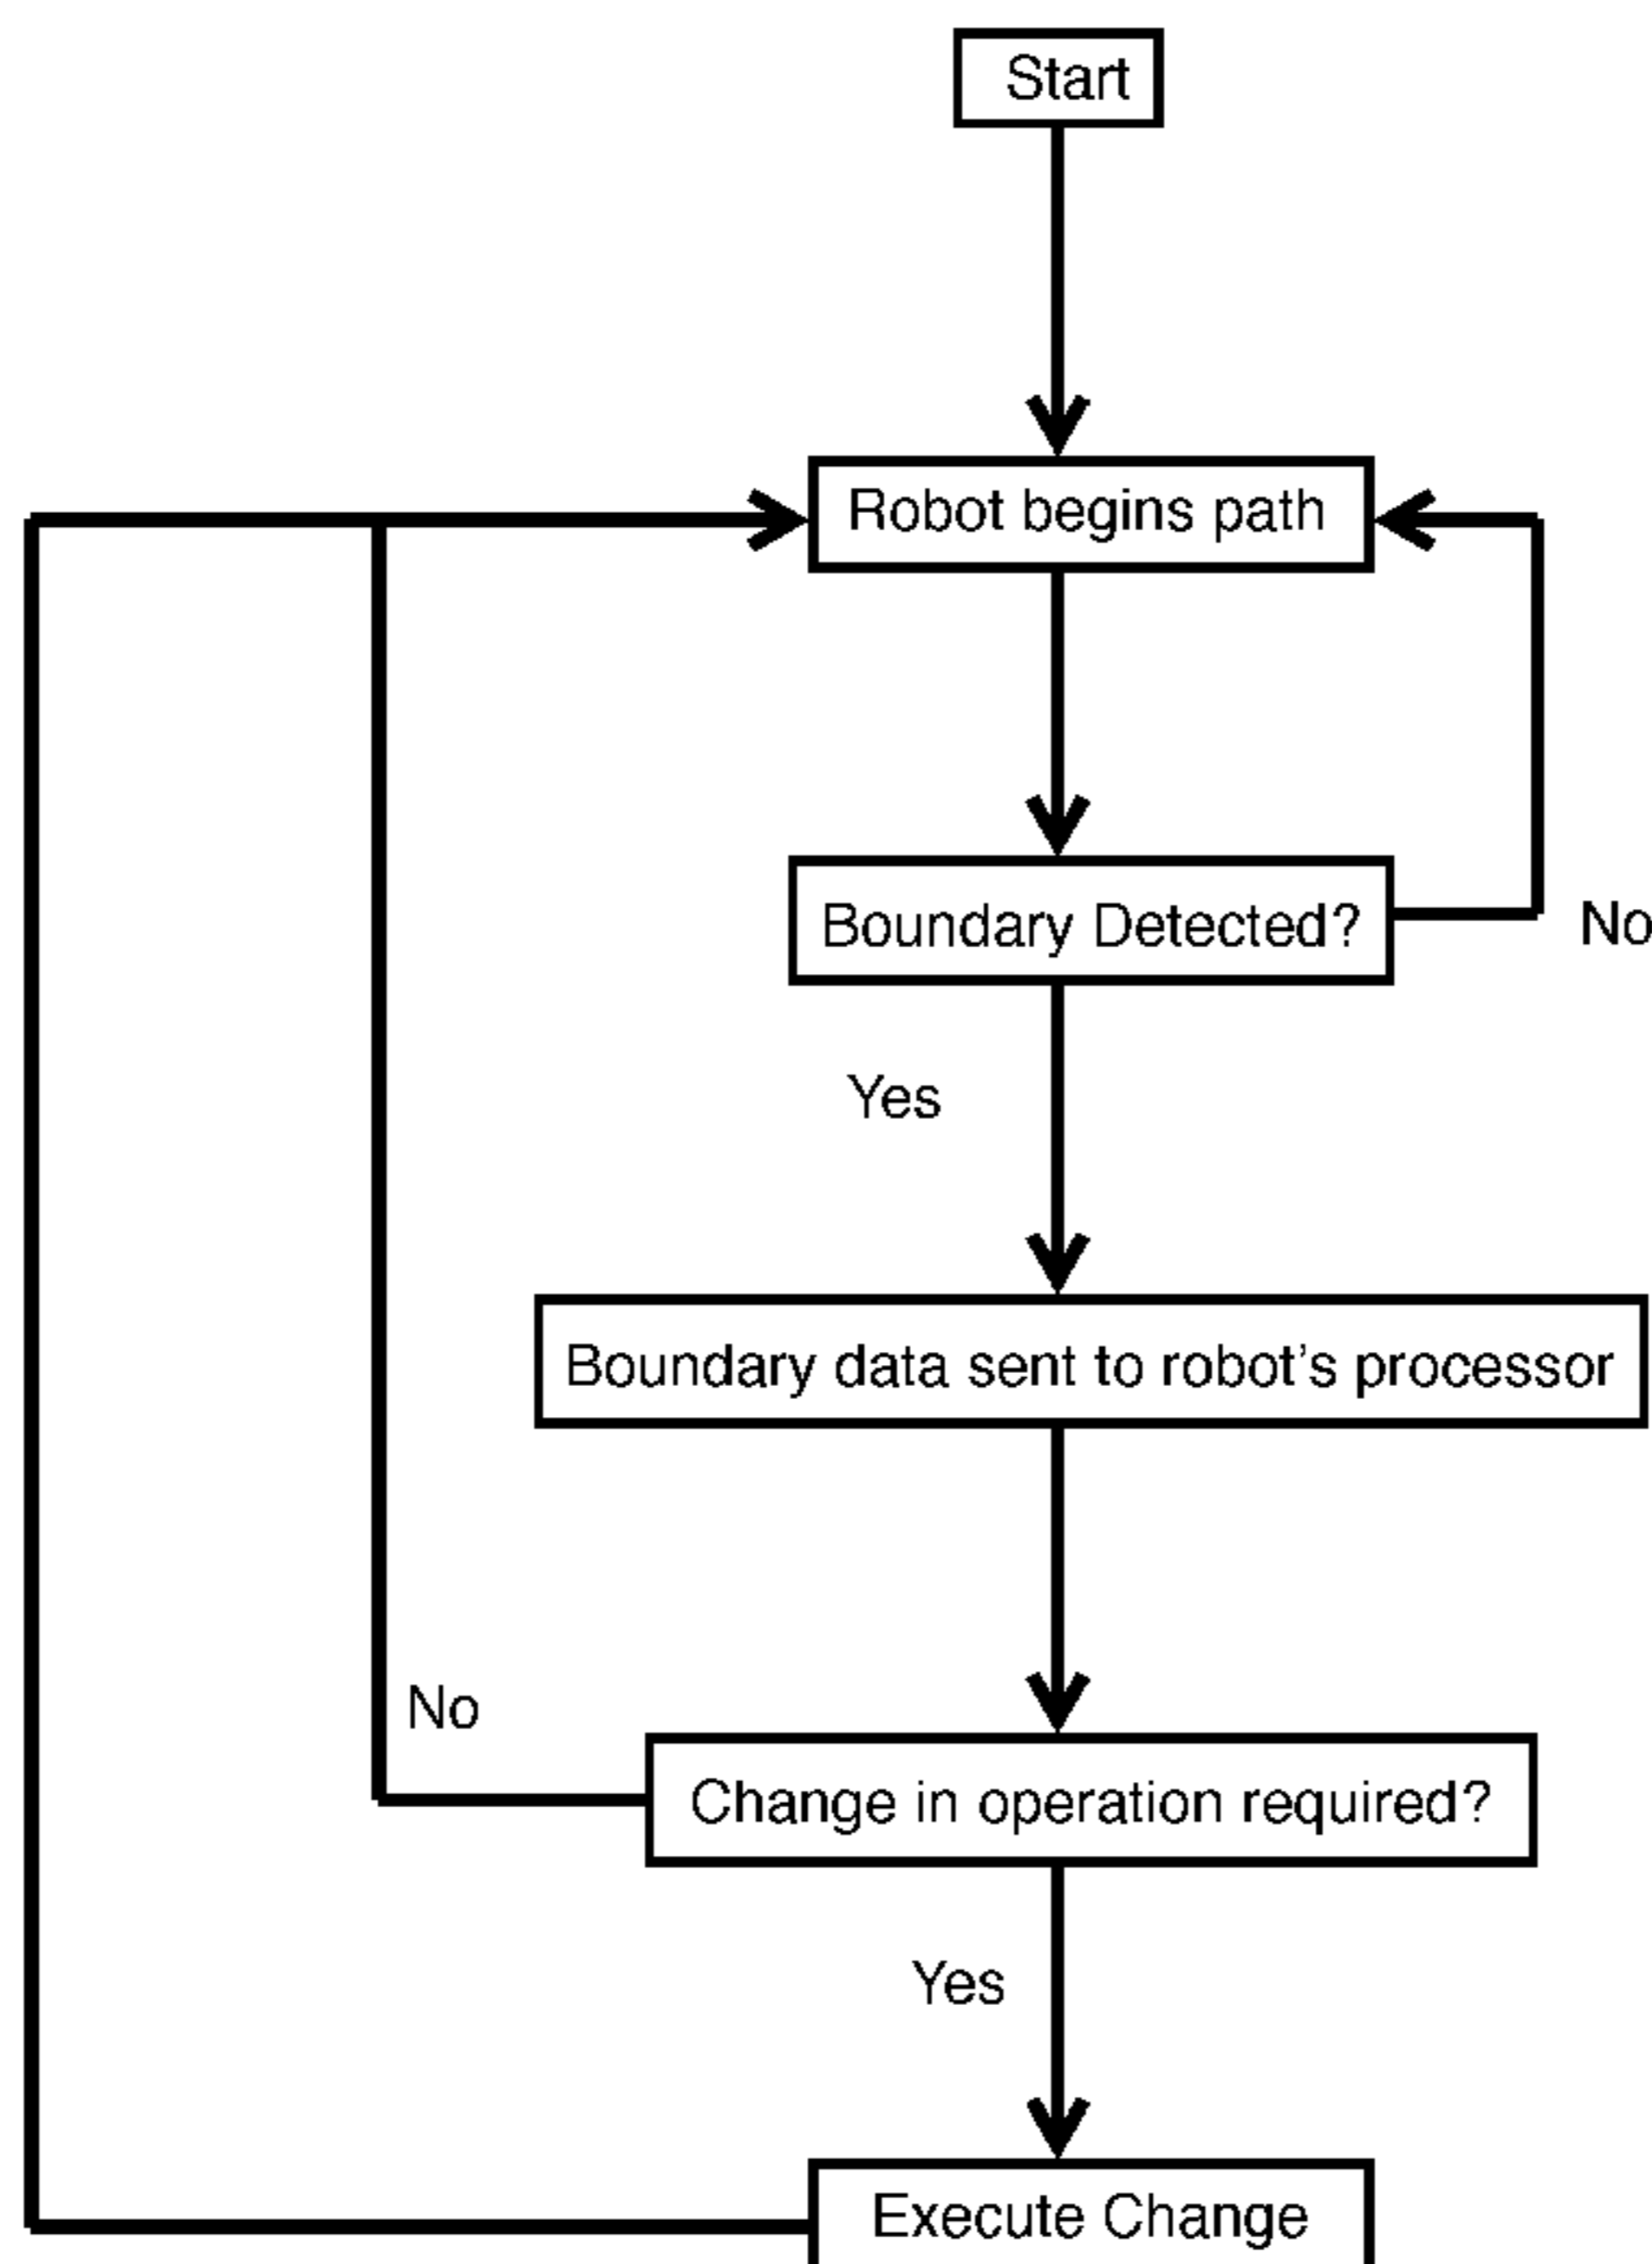 Start
Robot begins path
Boundary Detected?
No
Yes
Boundary data sent to robot's processor
No
Change in operation required?
Yes
Execute Change